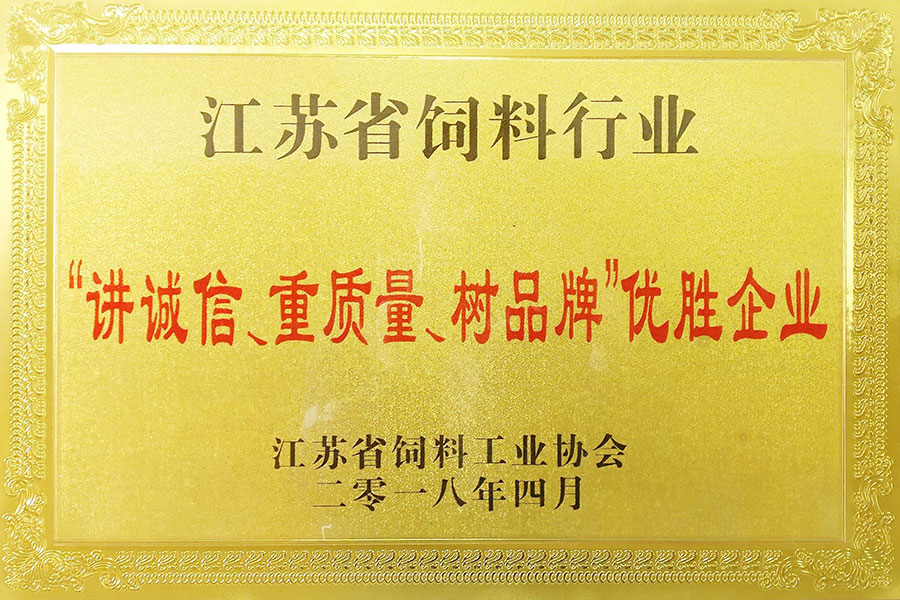 江苏省饲料行业
“讲诚信、重质量、树品牌”优胜企业
江苏省饲料工业协会
二零一八年四月